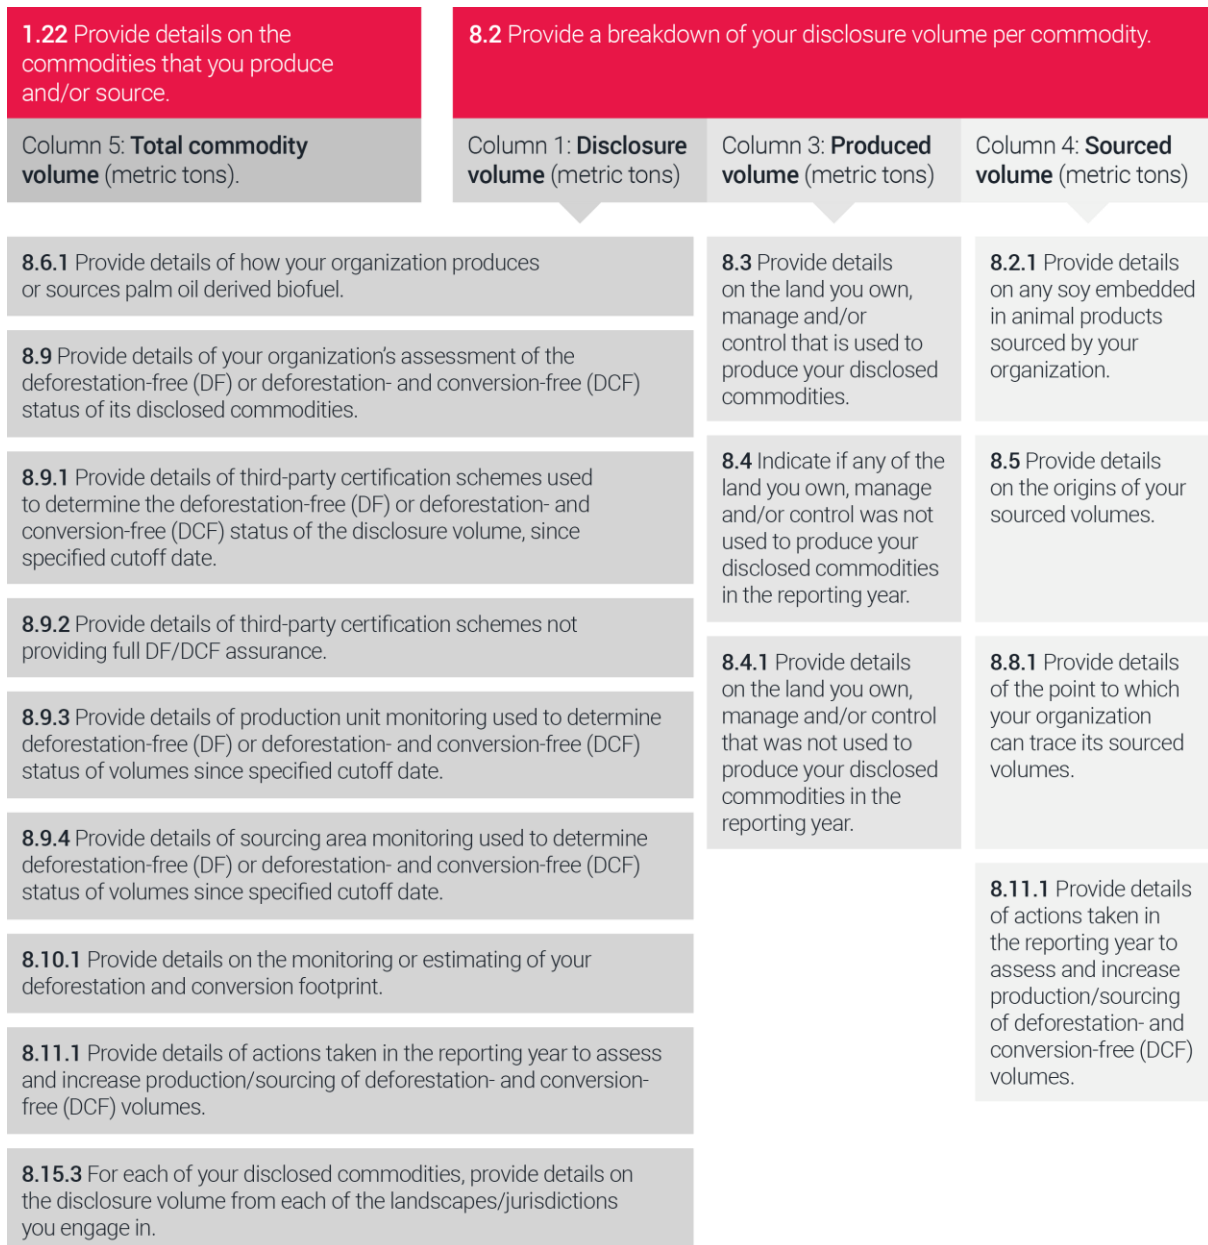 1.22 Provide details on the
commodities that you produce
and/or source.
8.2 Provide a breakdown of your disclosure volume per commodity.
Column 5: Total commodity
volume (metric tons).
Column 1: Disclosure
volume (metric tons)
Column 3: Produced
volume (metric tons)
Column 4: Sourced
volume (metric tons)
8.6.1 Provide details of how your organization produces
or sources palm oil derived biofuel.
8.9 Provide details of your organization’s assessment of the
deforestation-free (DF) or deforestation- and conversion-free (DCF)
status of its disclosed commodities.
8.9.1 Provide details of third-party certification schemes used
to determine the deforestation-free (DF) or deforestation- and
conversion-free (DCF) status of the disclosure volume, since
specified cutoff date.
8.9.2 Provide details of third-party certification schemes not
providing full DF/DCF assurance.
8.9.3 Provide details of production unit monitoring used to determine
deforestation-free (DF) or deforestation- and conversion-free (DCF)
status of volumes since specified cutoff date.
8.9.4 Provide details of sourcing area monitoring used to determine
deforestation-free (DF) or deforestation- and conversion-free (DCF)
status of volumes since specified cutoff date.
8.10.1 Provide details on the monitoring or estimating of your
deforestation and conversion footprint.
8.11.1 Provide details of actions taken in the reporting year to assess
and increase production/sourcing of deforestation- and conversion-
free (DCF) volumes.
8.15.3 For each of your disclosed commodities, provide details on
the disclosure volume from each of the landscapes/jurisdictions
you engage in.
8.3 Provide details
on the land you own,
manage and/or
control that is used to
produce your disclosed
commodities.
8.4 Indicate if any of the
land you own, manage
and/or control was not
used to produce your
disclosed commodities
in the reporting year.
8.4.1 Provide details
on the land you own,
manage and/or control
that was not used to
produce your disclosed
commodities in the
reporting year.
8.2.1 Provide details
on any soy embedded
in animal products
sourced by your
organization.
8.5 Provide details
on the origins of your
sourced volumes.
8.8.1 Provide details
of the point to which
your organization
can trace its sourced
volumes.
8.11.1 Provide details
of actions taken in
the reporting year to
assess and increase
production/sourcing
of deforestation- and
conversion-free (DCF)
volumes.